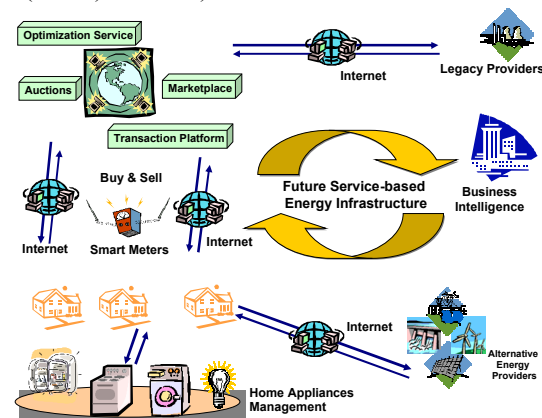 Optimization Service
Auctions
Marketplace
Transaction Platform
Internet
Legacy Providers
Buy & Sell
Smart Meters
Internet
Internet
Future Service-based
Energy Infrastructure
Business
Intelligence
Internet
Alternative
Energy
Providers
Home Appliances
Management